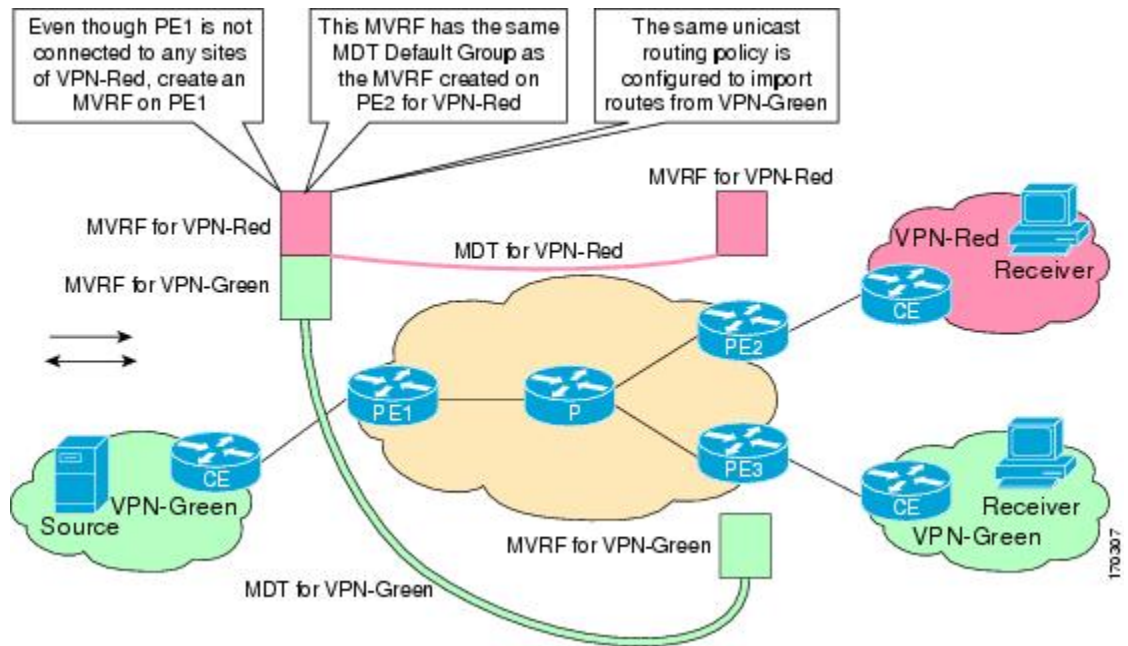 Even though PE1 is not
connected to any sites
of VPN-Red, create an
MVRF on PE1
This MVRF has the same
MDT Default Group as
the MVRF created on
PE2 for VPN-Red
The same unicast
routing policy is
configured to import
routes from VPN-Green
MVRF for VPN-Red
MVRF for VPN-Red
MDT for VPN-Red
MVRF for VPN-Green
VPN-Red
Receiver
CE
PE2
PE1
P
PE3
CE
VPN-Green
Source
CE
Receiver
VPN-Green
MVRF for VPN-Green
MDT for VPN-Green
170397